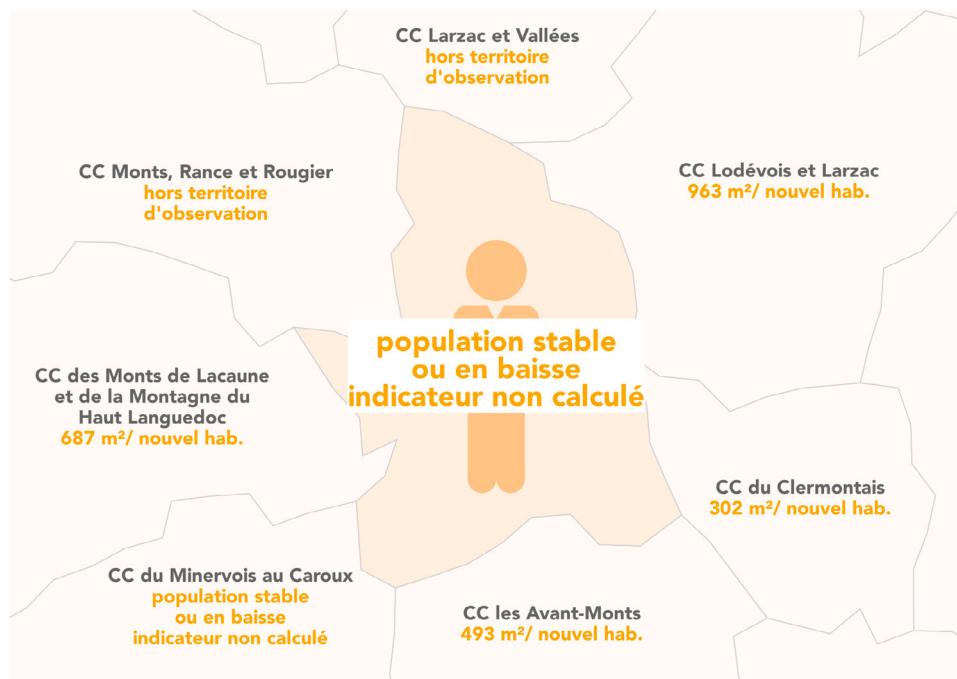 CC Larzac et Vallées
hors territoire
d'observation
CC Monts, Rance et Rougier
hors territoire
d'observation
CC Lodévois et Larzac
963 m²/ nouvel hab.
population stable
ou en baisse
indicateur non calculé
CC des Monts de Lacaune
et de la Montagne du
Haut Languedoc
687 m²/ nouvel hab.
CC du Clermontais
302 m²/ nouvel hab.
CC du Minervois au Caroux
population stable
ou en baisse
indicateur non calculé
CC les Avant-Monts
493 m²/ nouvel hab.